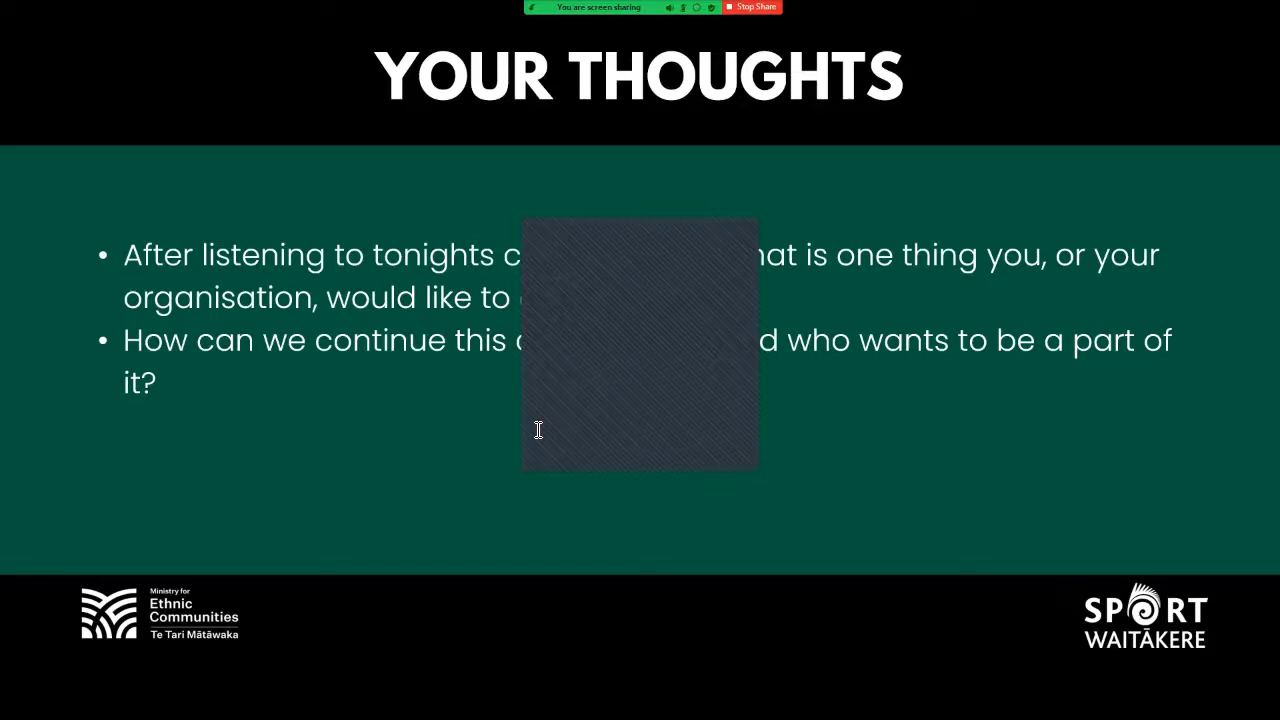 You are screen sharing
Stop Share
YOUR THOUGHTS
• After listening to tonights is one thing you, or your
organisation, would like to
• How can we continue this who wants to be a part of
it?
Ministry for
Ethnic
Communities
Te Tari Mātāwaka
SPORT
WAITĀKERE